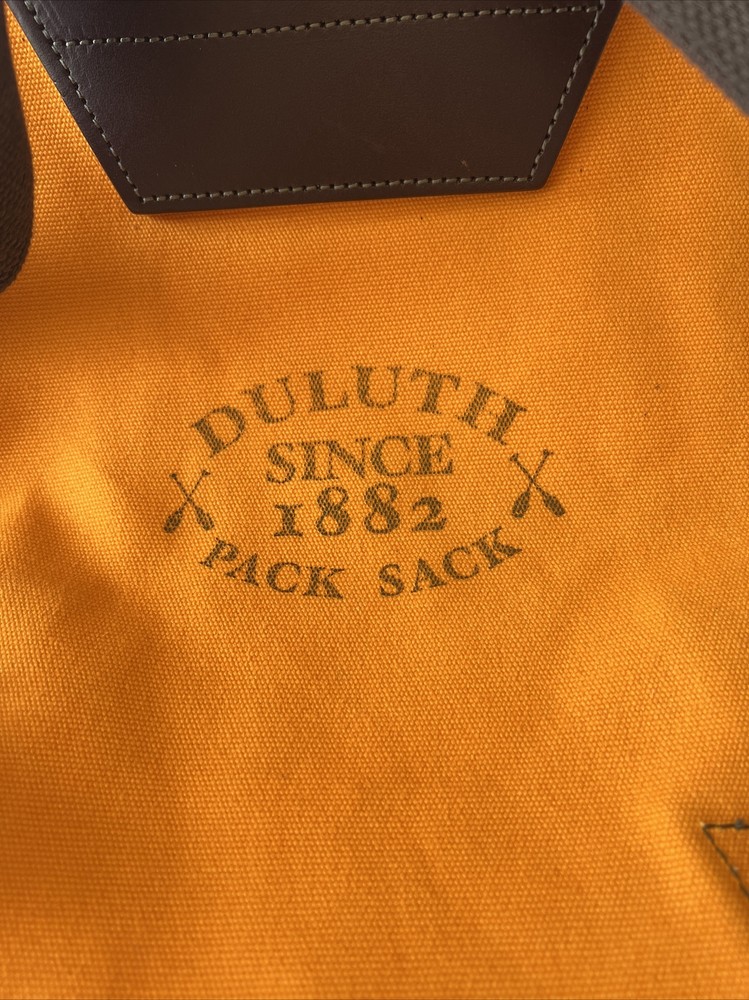 DULUTH
SINCE
1882
PACK SACK